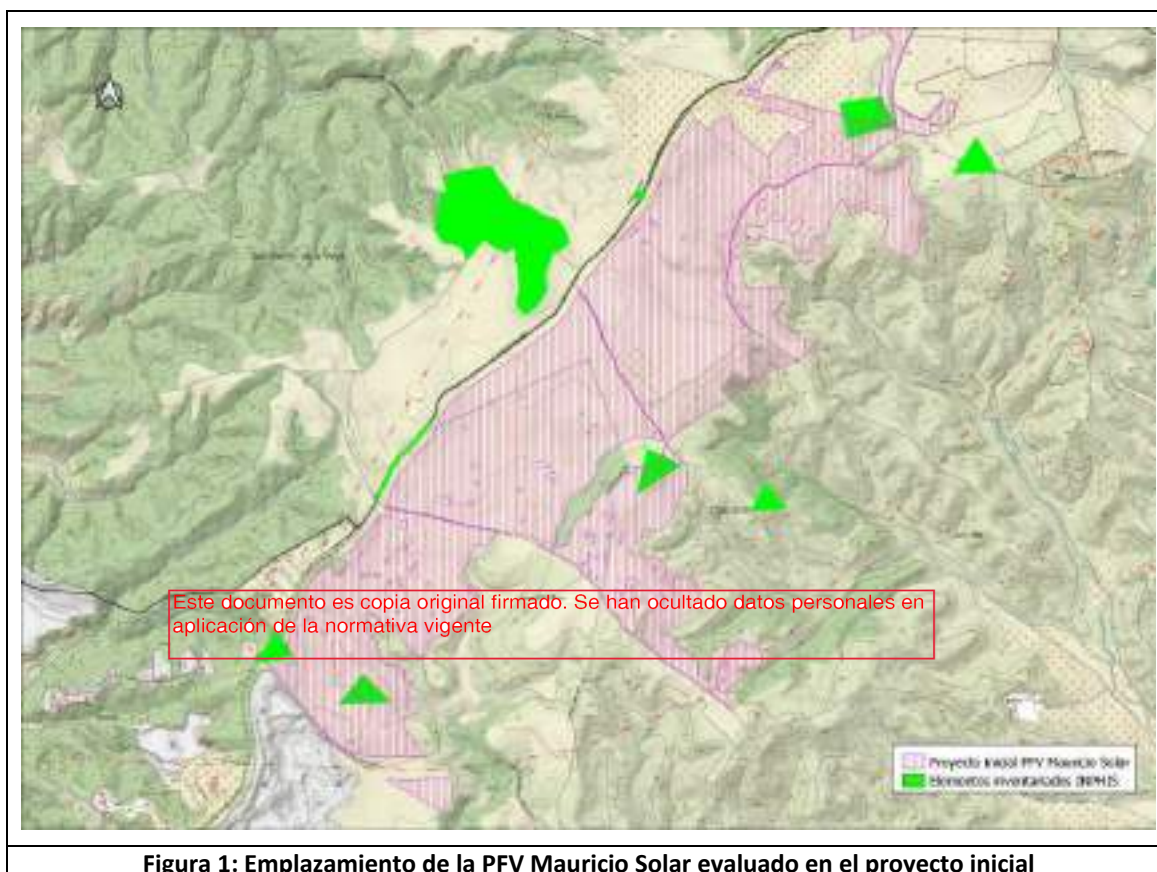 Este documento es copia original firmado. Se han ocultado datos personales en
aplicación de la normativa vigente
Proyecto Inicial PFV Mauricio Solar
Elementos inventariados INPHIS
Figura 1: Emplazamiento de la PFV Mauricio Solar evaluado en el proyecto inicial